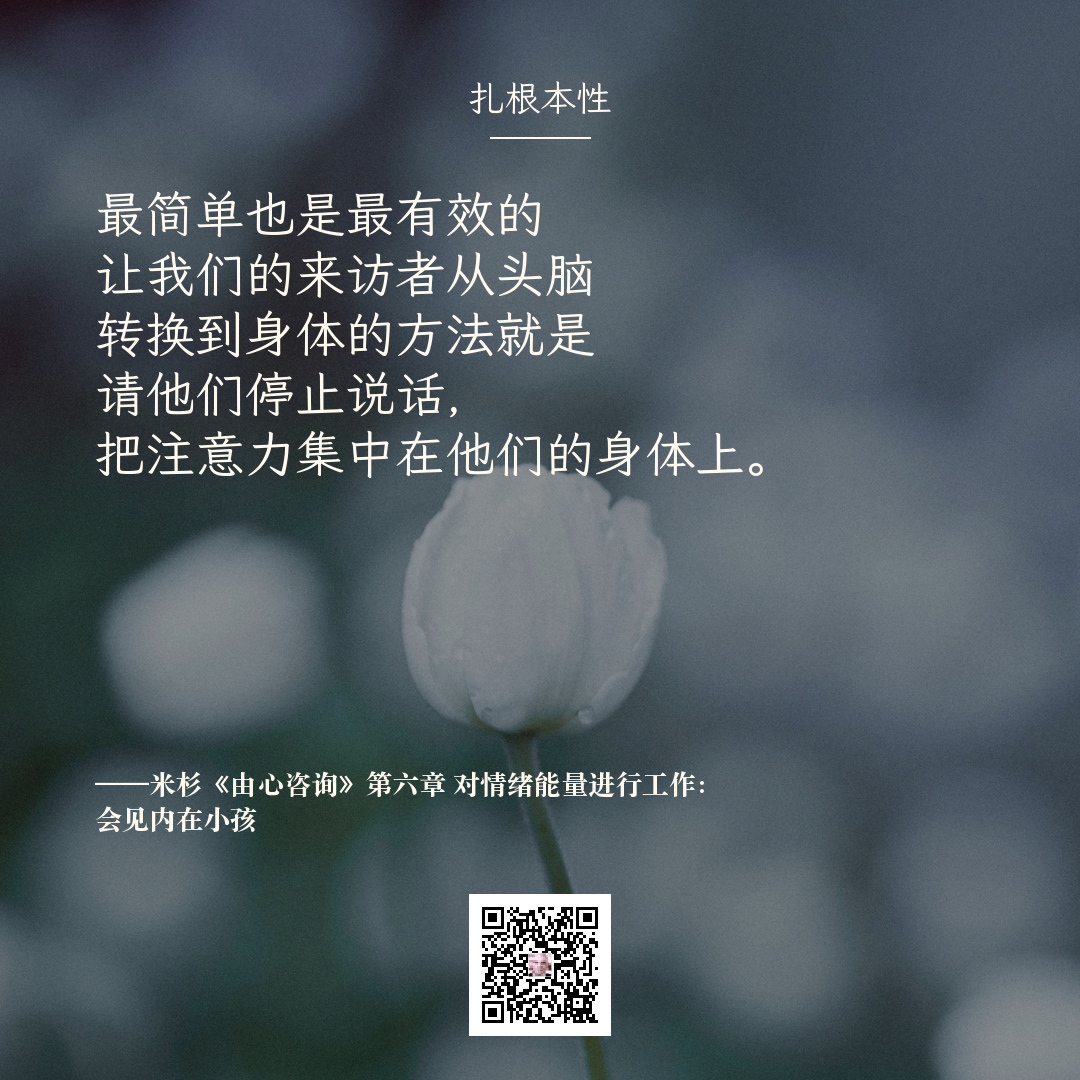 扎根本性
最简单也是最有效的
让我们的来访者从头脑
转换到身体的方法就是
请他们停止说话,
把注意力集中在他们的身体上。
——米杉《由心咨询》第六章 对情绪能量进行工作：
会见内在小孩